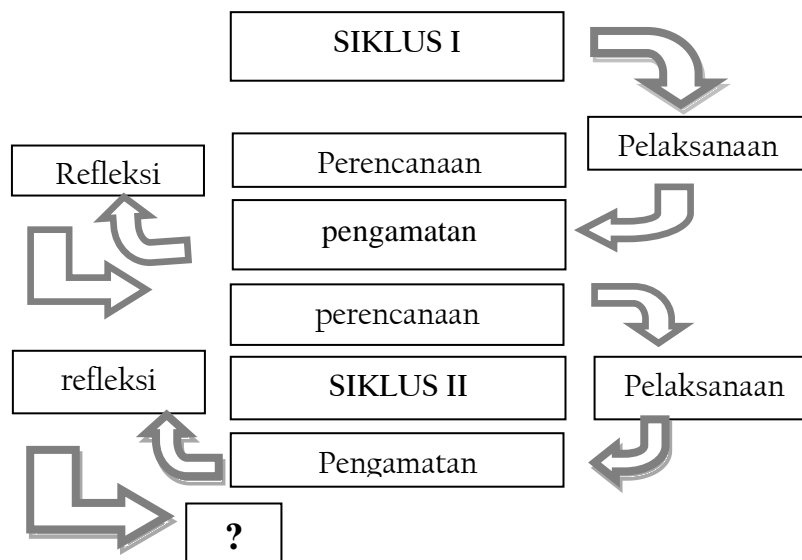 SIKLUS I
Pelaksanaan
Refleksi
Perencanaan
pengamatan
perencanaan
refleksi
SIKLUS II
Pelaksanaan
Pengamatan
?